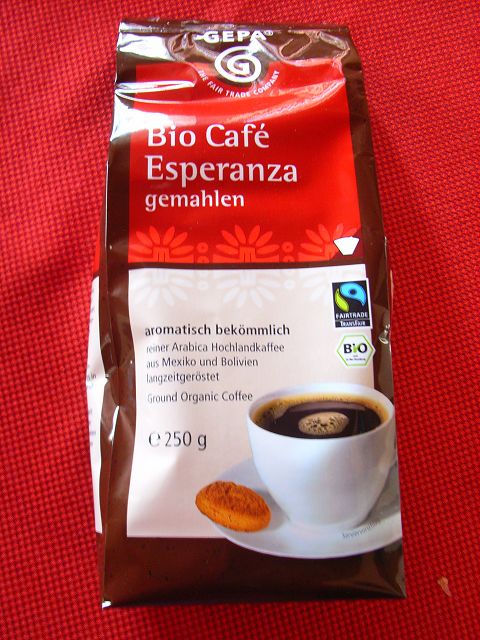 GEPA®
G
THE FAIR TRADE COMPANY
Bio Café
Esperanza
gemahlen
FAIRTRADE
TRANSFAIR
aromatisch bekömmlich
reiner Arabica Hochlandkaffee
aus Mexiko und Bolivien
langzeitgeröstet
BIO
Ground Organic Coffee
℮ 250 g